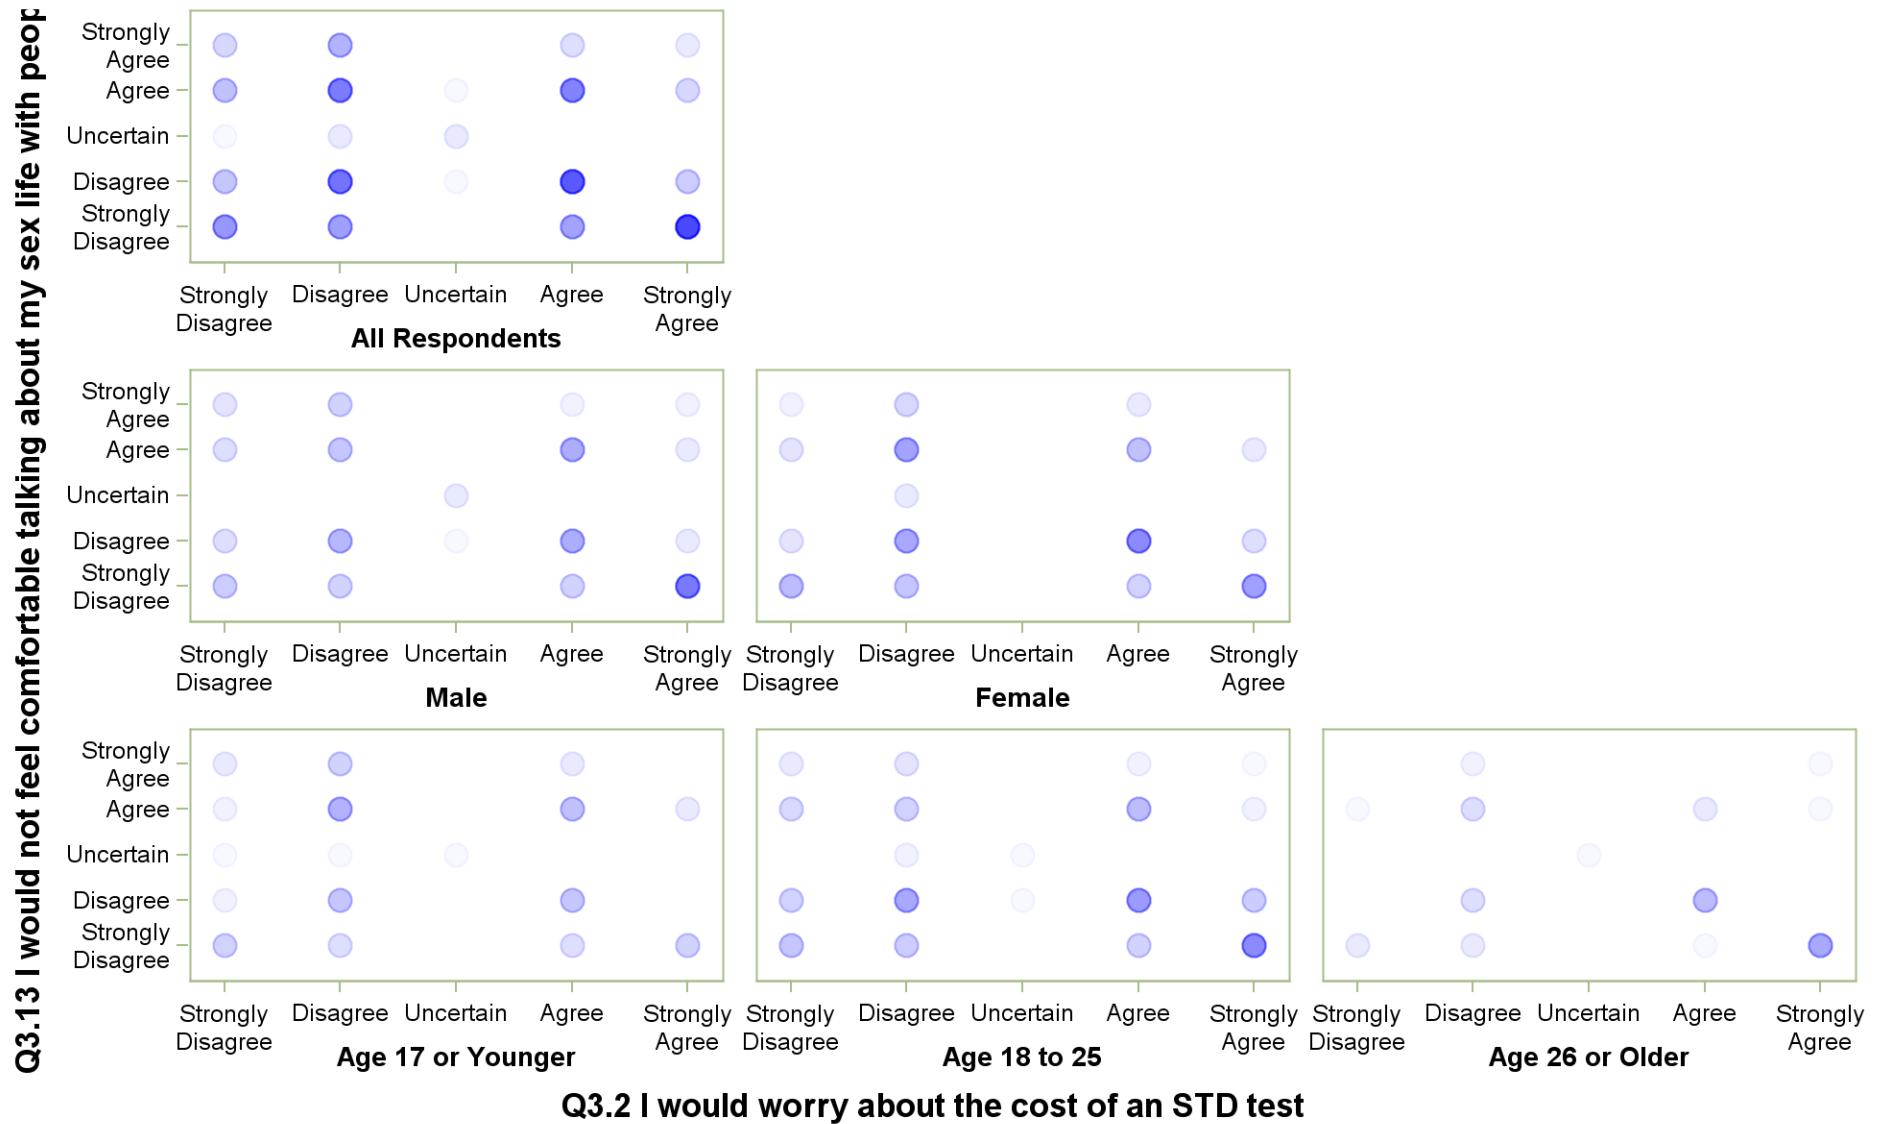 Q3.13 I would not feel comfortable talking about my sex life with
Strongly
Agree
Agree
Uncertain
Disagree
Strongly
Disagree
Strongly
Disagree
Disagree
Uncertain
Agree
Strongly
Agree
All Respondents
Strongly
Agree
Agree
Uncertain
Disagree
Strongly
Disagree
Strongly
Disagree
Disagree
Uncertain
Agree
Strongly
Agree
Male
Strongly
Disagree
Disagree
Uncertain
Agree
Strongly
Agree
Female
Strongly
Agree
Agree
Uncertain
Disagree
Strongly
Disagree
Strongly
Disagree
Disagree
Uncertain
Agree
Strongly
Agree
Age 17 or Younger
Strongly
Disagree
Disagree
Uncertain
Agree
Strongly
Agree
Age 18 to 25
Strongly
Disagree
Disagree
Uncertain
Agree
Strongly
Agree
Age 26 or Older
Q3.2 I would worry about the cost of an STD test